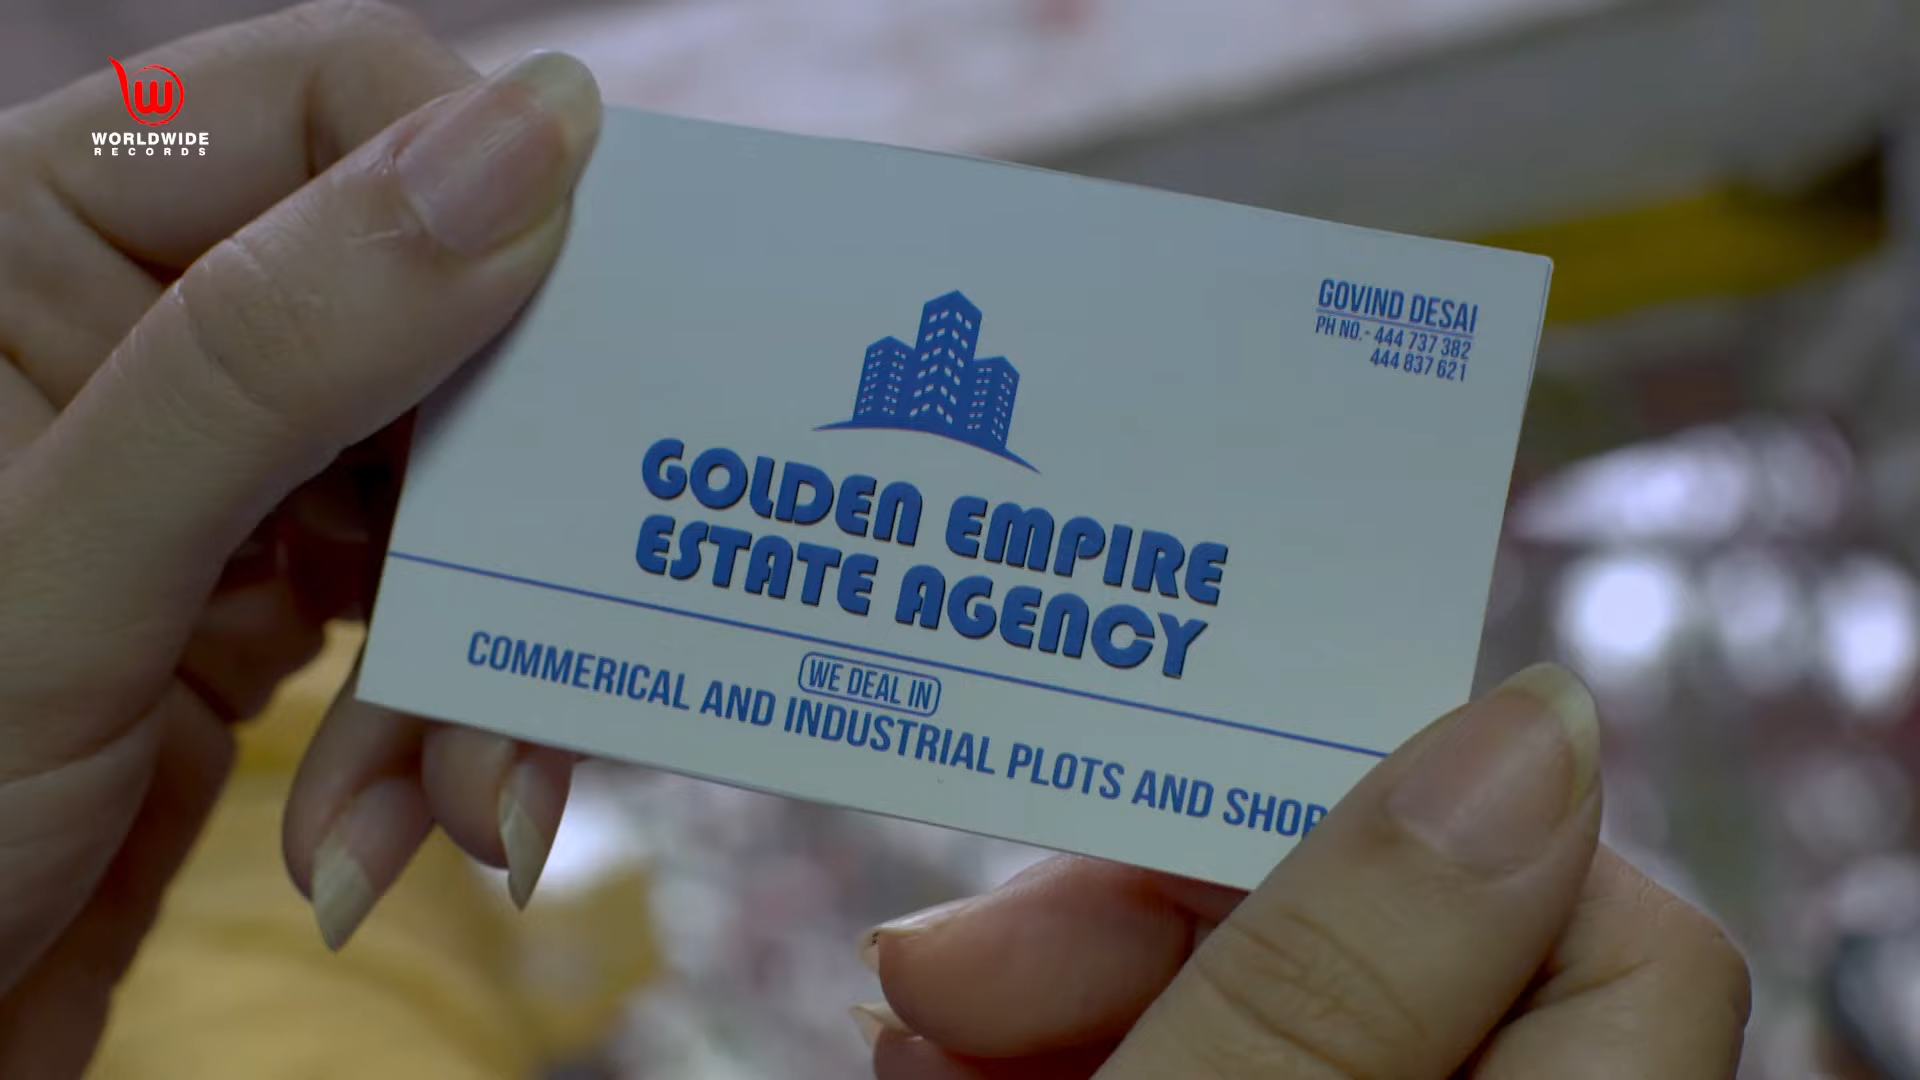 WORLDWIDE
RECORDS
GOVIND DESAI
PH NO.- 444 737 382
444 837 621
GOLDEN EMPIRE
ESTATE AGENCY
WE DEAL IN
COMMERICAL AND INDUSTRIAL PLOTS AND SHOP